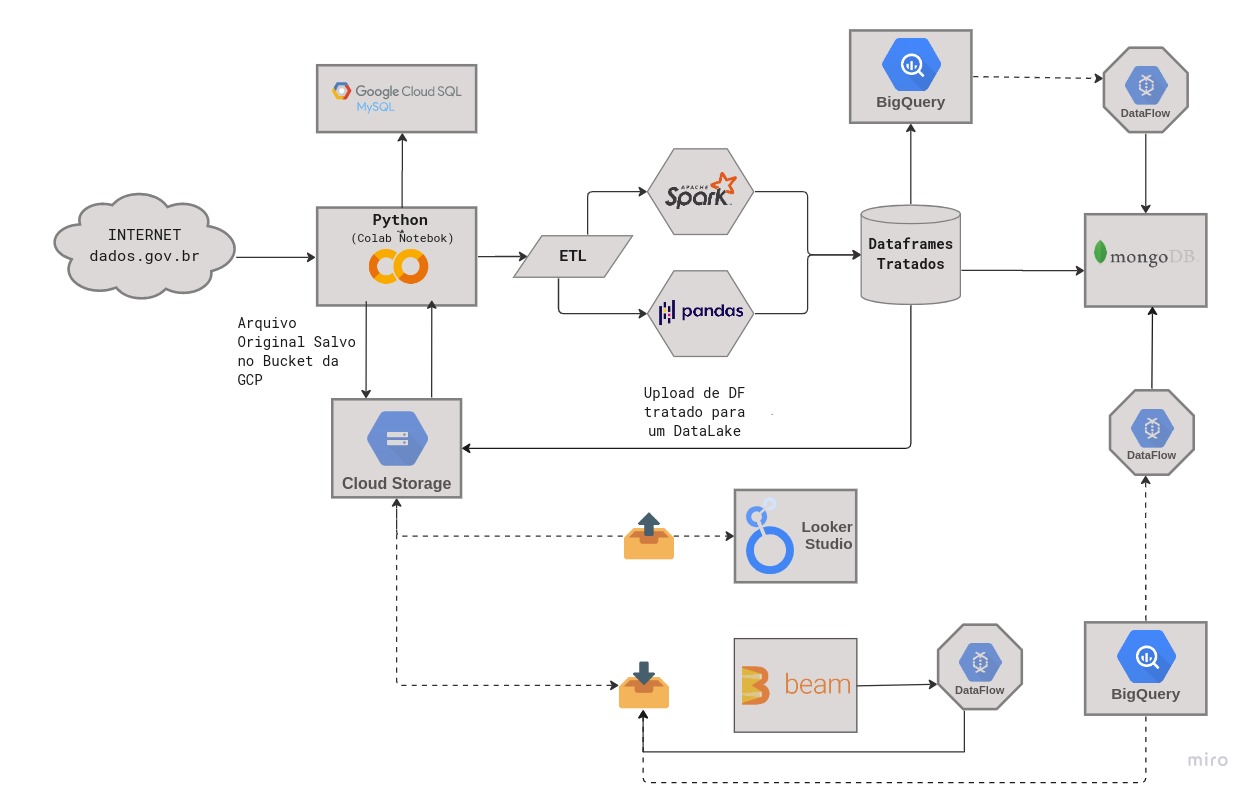 BigQuery
DataFlow
Google Cloud SQL
MySQL
INTERNET
dados.gov.br
Python
(Colab Notebok)
ETL
APACHE
Spark
pandas
Dataframes
Tratados
mongoDB
Arquivo
Original Salvo
no Bucket da
GCP
Upload de DF
tratado para
um DataLake
Cloud Storage
DataFlow
Looker
Studio
beam
DataFlow
BigQuery
miro